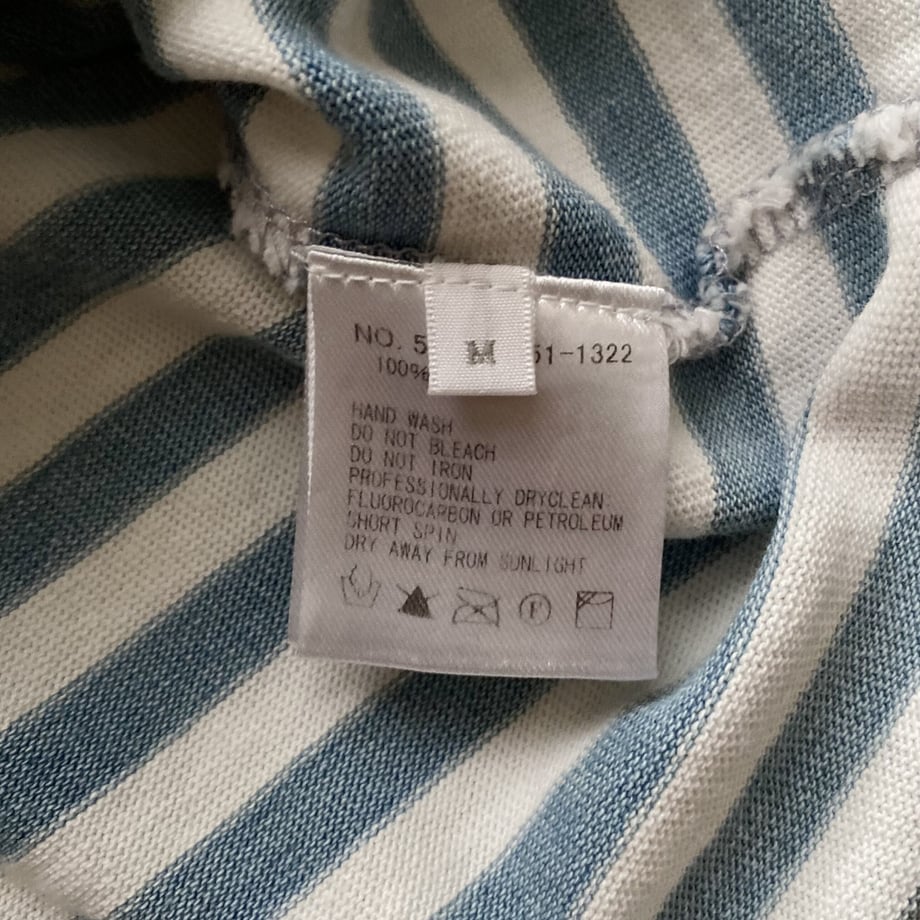 NO. 5
M
51-1322
100%
HAND WASH
DO NOT BLEACH
DO NOT IRON
PROFESSIONALLY DRYCLEAN
FLUOROCARBON OR PETROLEUM
SHORT SPIN
DRY AWAY FROM SUNLIGHT
F